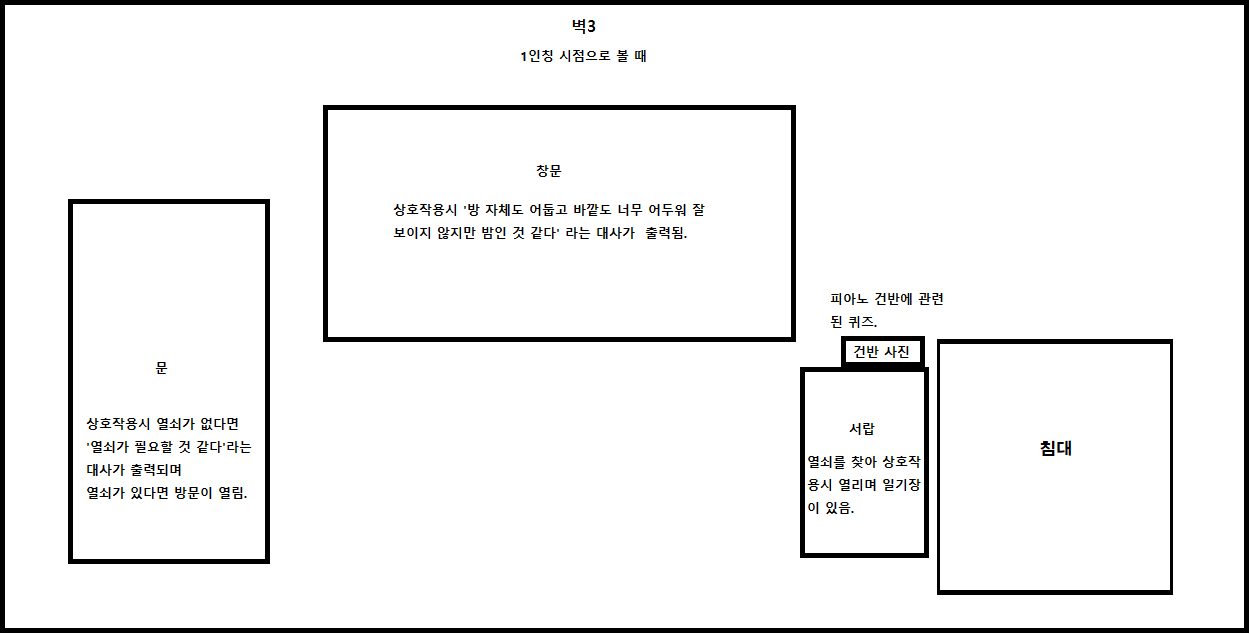 벽3
1인칭 시점으로 볼 때
창문
상호작용시 '방 자체도 어둡고 바깥도 너무 어두워 잘
보이지 않지만 밤인 것 같다' 라는 대사가  출력됨.
문
상호작용시 열쇠가 없다면
'열쇠가 필요할 것 같다'라는
대사가 출력되며
열쇠가 있다면 방문이 열림.
피아노 건반에 관련
된 퀴즈.
건반 사진
서랍
열쇠를 찾아 상호작
용시 열리며 일기장
이 있음.
침대